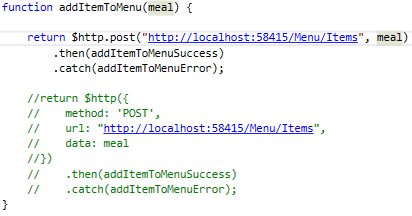 function addItemToMenu(meal) {
return $http.post("http://localhost:58415/Menu/Items", meal)
.then(addItemToMenuSuccess)
.catch(addItemToMenuError);
//return $http({
//    method: 'POST',
//    url: "http://localhost:58415/Menu/Items",
//    data: meal
//})
//    .then(addItemToMenuSuccess)
//    .catch(addItemToMenuError);
}